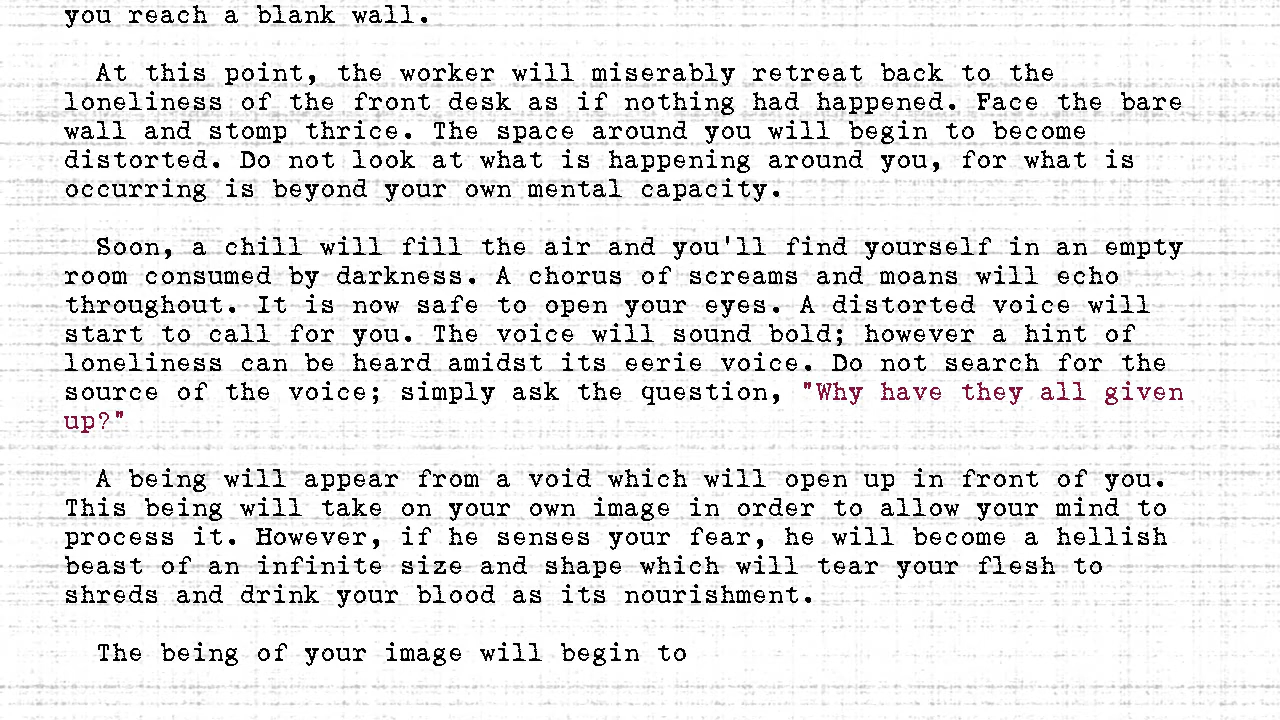 you reach a blank wall.
At this point, the worker will miserably retreat back to the
loneliness of the front desk as if nothing had happened. Face the bare
wall and stomp thrice. The space around you will begin to become
distorted. Do not look at what is happening around you, for what is
occurring is beyond your own mental capacity.
Soon, a chill will fill the air and you'll find yourself in an empty
room consumed by darkness. A chorus of screams and moans will echo
throughout. It is now safe to open your eyes. A distorted voice will
start to call for you. The voice will sound bold; however a hint of
loneliness can be heard amidst its eerie voice. Do not search for the
source of the voice; simply ask the question, "Why have they all given
up?"
A being will appear from a void which will open up in front of you.
This being will take on your own image in order to allow your mind to
process it. However, if he senses your fear, he will become a hellish
beast of an infinite size and shape which will tear your flesh to
shreds and drink your blood as its nourishment.
The being of your image will begin to